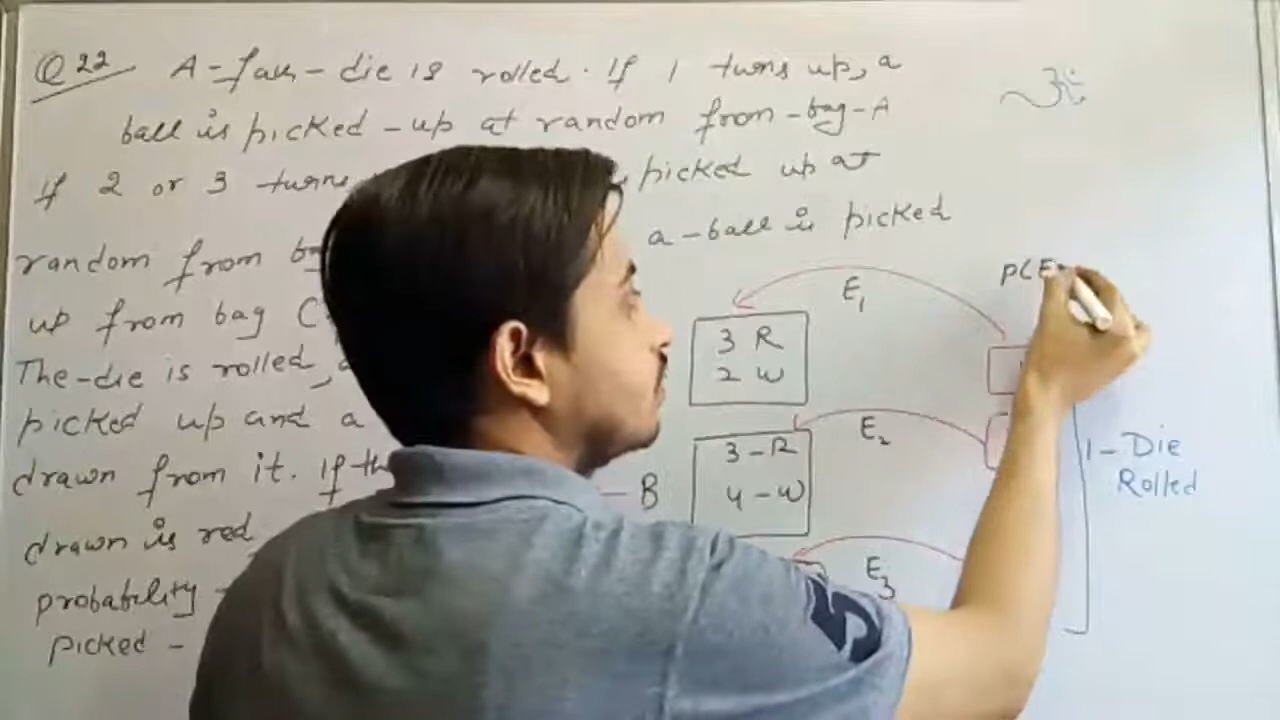 Q 22 A-fair-die is rolled. If 1 turns up, a
ball is picked-up at random from-bag-A
If 2 or 3 turns picked up at
random from a-ball is picked
up from bag C
The-die is rolled,
picked up and a
drawn from it. If
drawn is red
probability
picked -
E1
3 R
2 W
E2
- B
3-R
4-W
E3
P(E
1-Die
Rolled
5